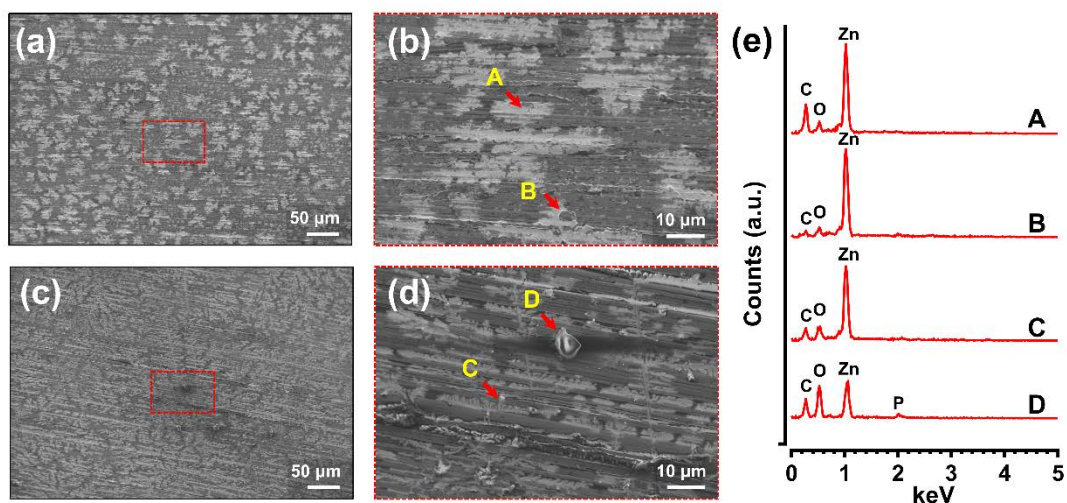 (a)
50 µm
(b)
A
B
10 µm
(c)
50 µm
(d)
D
C
10 µm
(e)
Counts (a.u.)
Zn
C
O
A
Zn
C
O
B
Zn
C
O
C
Zn
C
O
P
D
0 1 2 3 4 5
keV